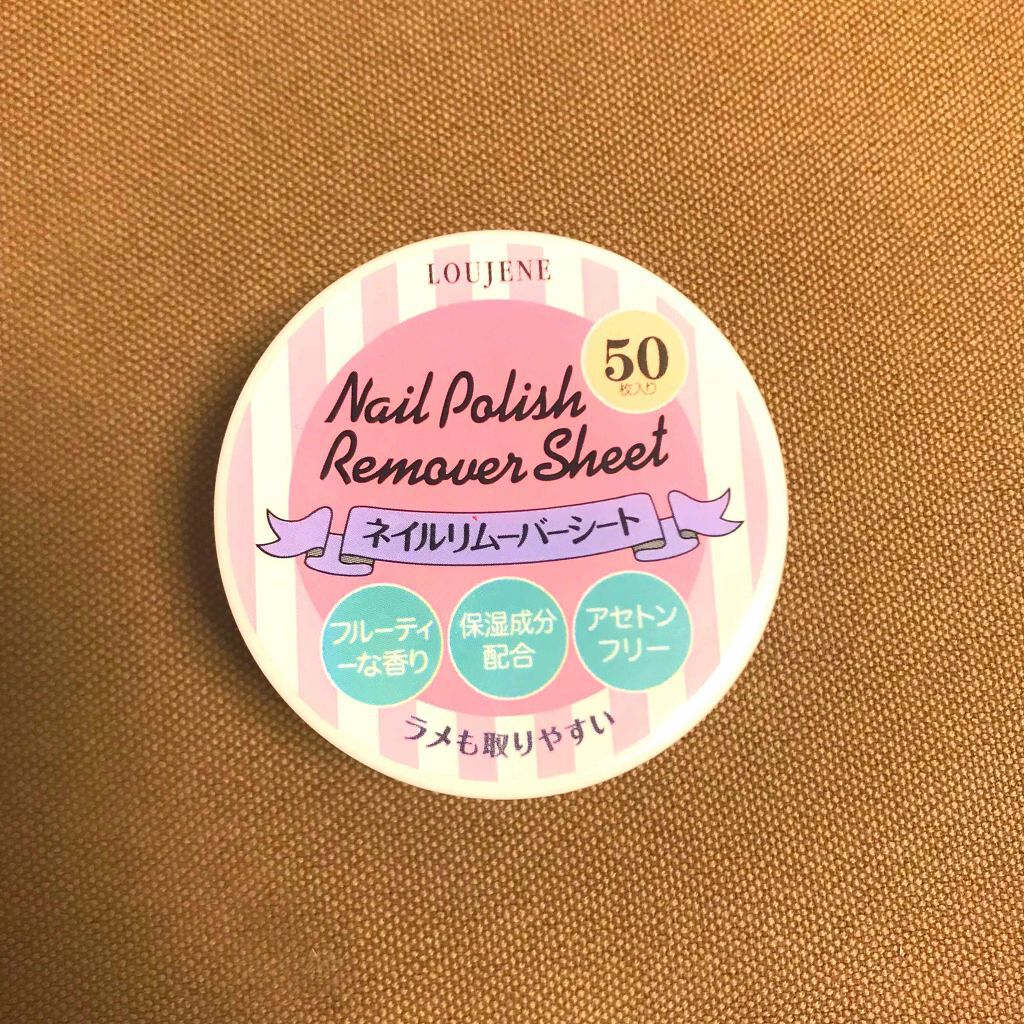 LOUJENE
50
枚入り
Nail Polish
Remover Sheet
ネイルリムーバーシート
フルーティ
ーな香り
保湿成分
配合
アセトン
フリー
ラメも取りやすい